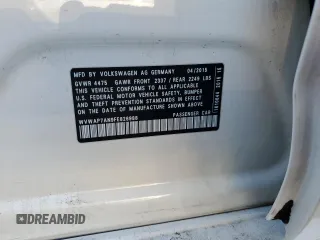 MFD. BY VOLKSWAGEN AG GERMANY 04/2018
GVWR 4475 GAWR FRONT 2337 / REAR 2249 LBS
THIS VEHICLE CONFORMS TO ALL APPLICABLE
U.S. FEDERAL MOTOR VEHICLE SAFETY, BUMPER
AND THEFT PREVENTION STANDARDS IN EFFECT
ON THE DATE OF MANUFACTURE SHOWN ABOVE
PASSENGER CAR
DREAMBID
DREAMBID